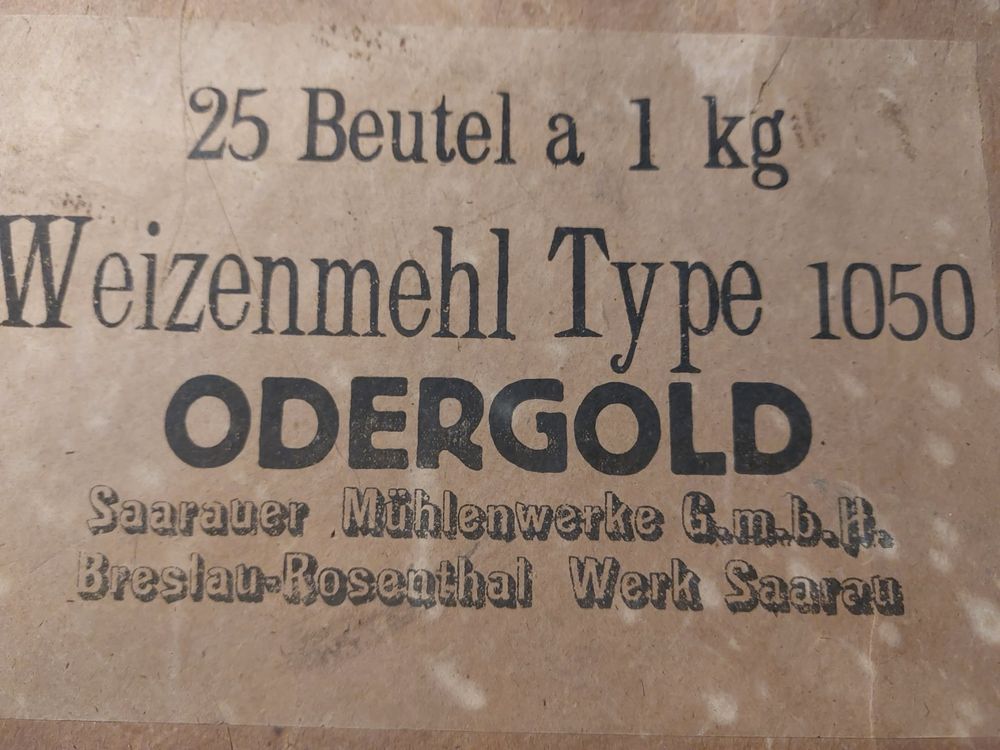 25 Beutel a 1 kg
Weizenmehl Type 1050
ODERGOLD
Saarauer Mühlenwerke G.m.b.H.
Breslau-Rosenthal Werk Saarau